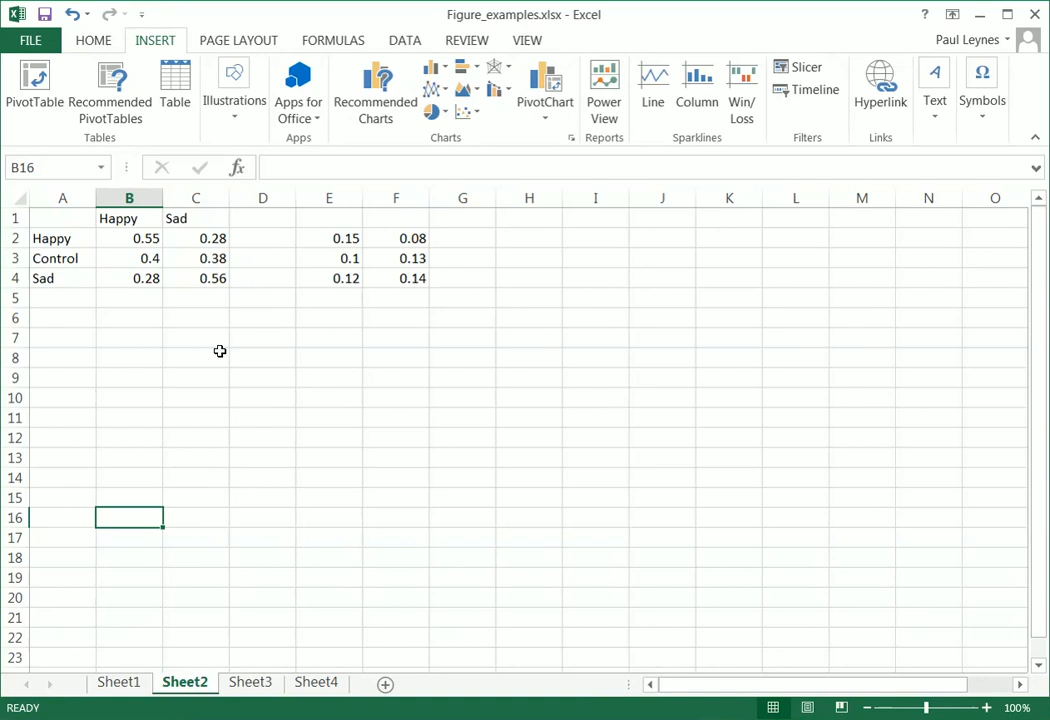 Figure_examples.xlsx - Excel
FILE HOME INSERT PAGE LAYOUT FORMULAS DATA REVIEW VIEW Paul Leynes
PivotTable Recommended PivotTables Table Illustrations Apps for Office Recommended Charts PivotChart Power View Line Column Win/Loss Slicer Timeline Hyperlink Text Symbols
Tables Apps Charts Reports Sparklines Filters Links
B16 fx
A B C D E F G H I J K L M N O
1 Happy Sad
2 Happy 0.55 0.28 0.15 0.08
3 Control 0.4 0.38 0.1 0.13
4 Sad 0.28 0.56 0.12 0.14
5
6
7
8
9
10
11
12
13
14
15
16
17
18
19
20
21
22
23
Sheet1 Sheet2 Sheet3 Sheet4
READY 100%